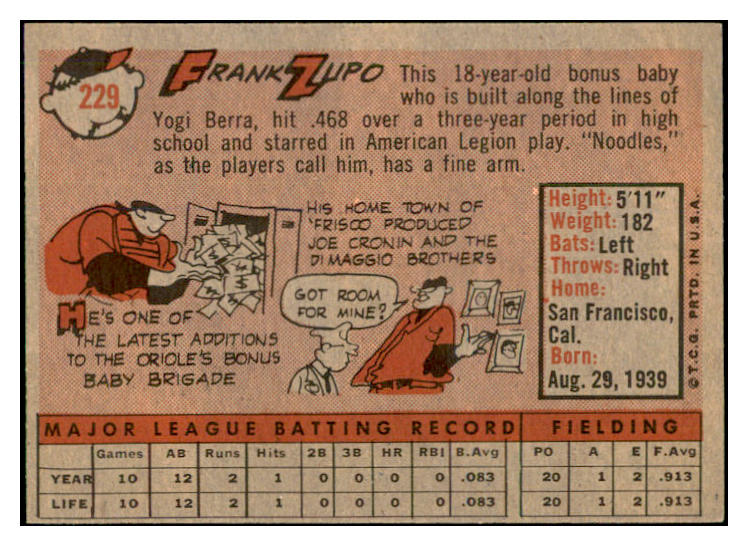 229
FRANK ZUPO
This 18-year-old bonus baby
who is built along the lines of
Yogi Berra, hit .468 over a three-year period in high
school and starred in American Legion play. "Noodles,"
as the players call him, has a fine arm.
HIS HOME TOWN OF
'FRISCO PRODUCED
JOE CRONIN AND THE
DI MAGGIO BROTHERS
GOT ROOM
FOR MINE?
HE'S ONE OF
THE LATEST ADDITIONS
TO THE ORIOLE'S BONUS
BABY BRIGADE
Height: 5'11"
Weight: 182
Bats: Left
Throws: Right
Home:
San Francisco,
Cal.
Born:
Aug. 29, 1939
© T.C.G. PRTD. IN U.S.A.
MAJOR LEAGUE BATTING RECORD FIELDING
Games AB Runs Hits 2B 3B HR RBI B.Avg PO A E F.Avg
YEAR 10 12 2 1 0 0 0 0 .083 20 1 2 .913
LIFE 10 12 2 1 0 0 0 0 .083 20 1 2 .913